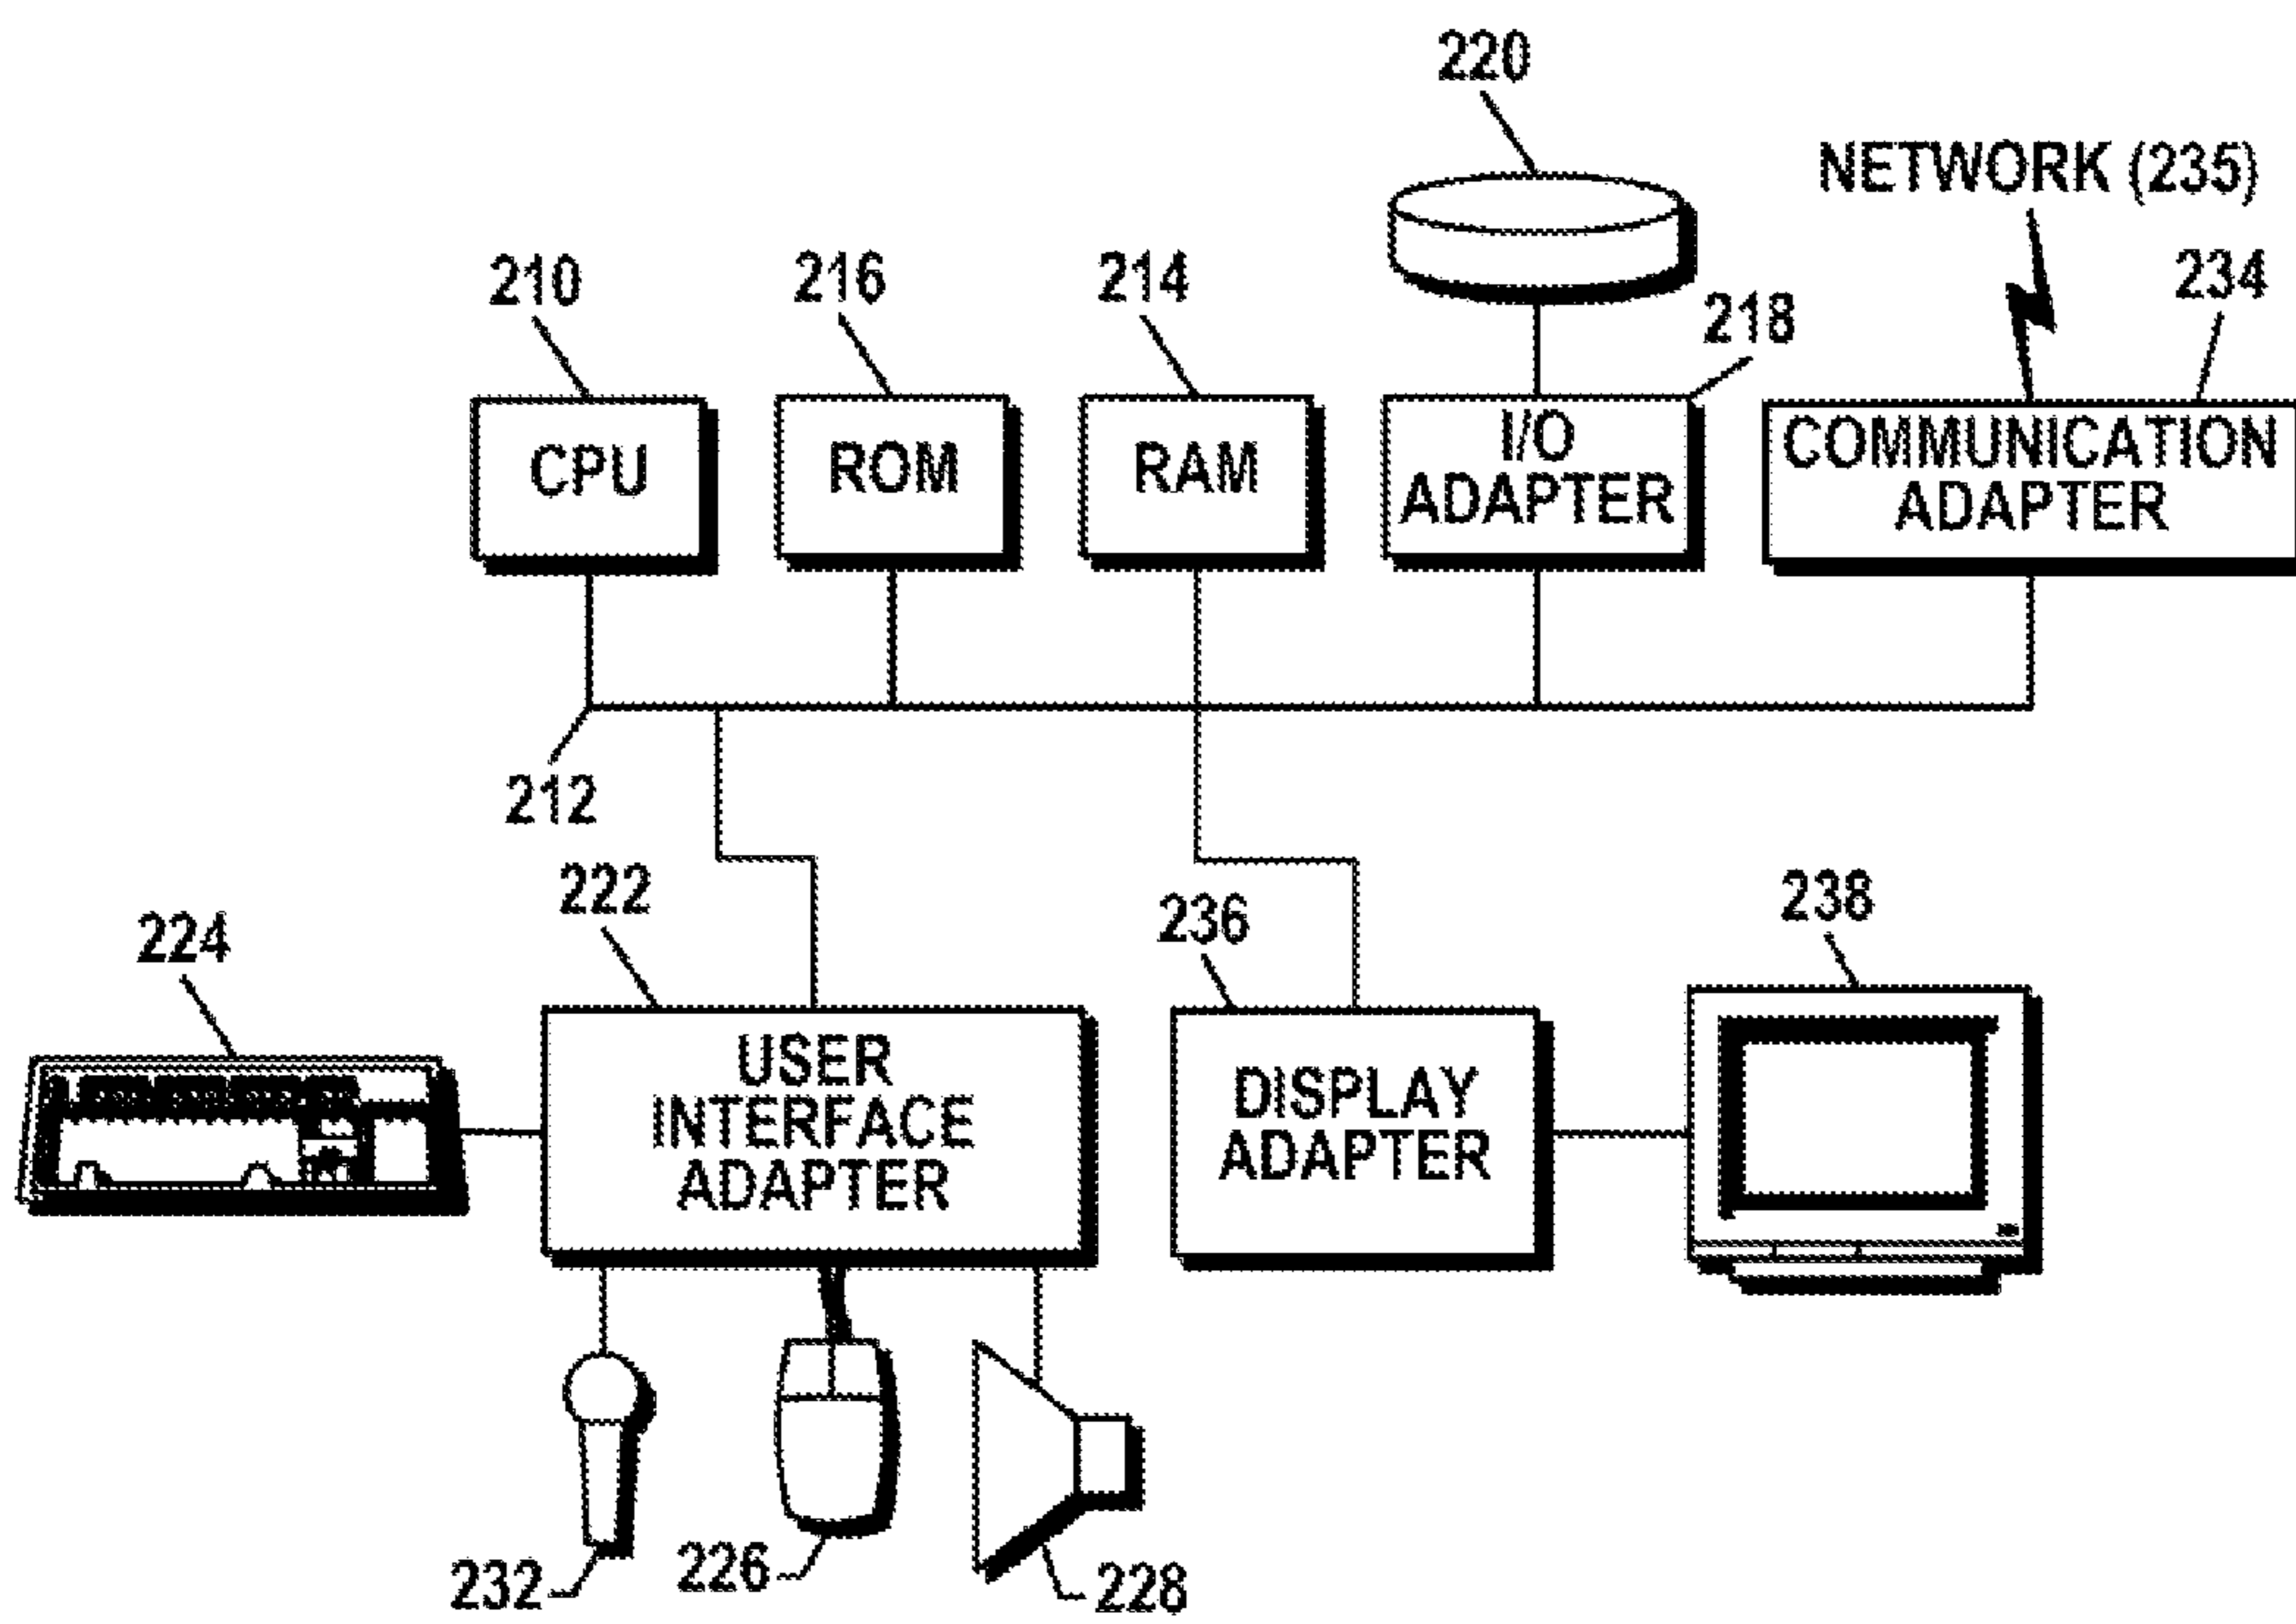 220
NETWORK (235)
210
216
214
218
234
CPU
ROM
RAM
I/O
ADAPTER
COMMUNICATION
ADAPTER
212
222
224
236
238
USER
INTERFACE
ADAPTER
DISPLAY
ADAPTER
232
226
228